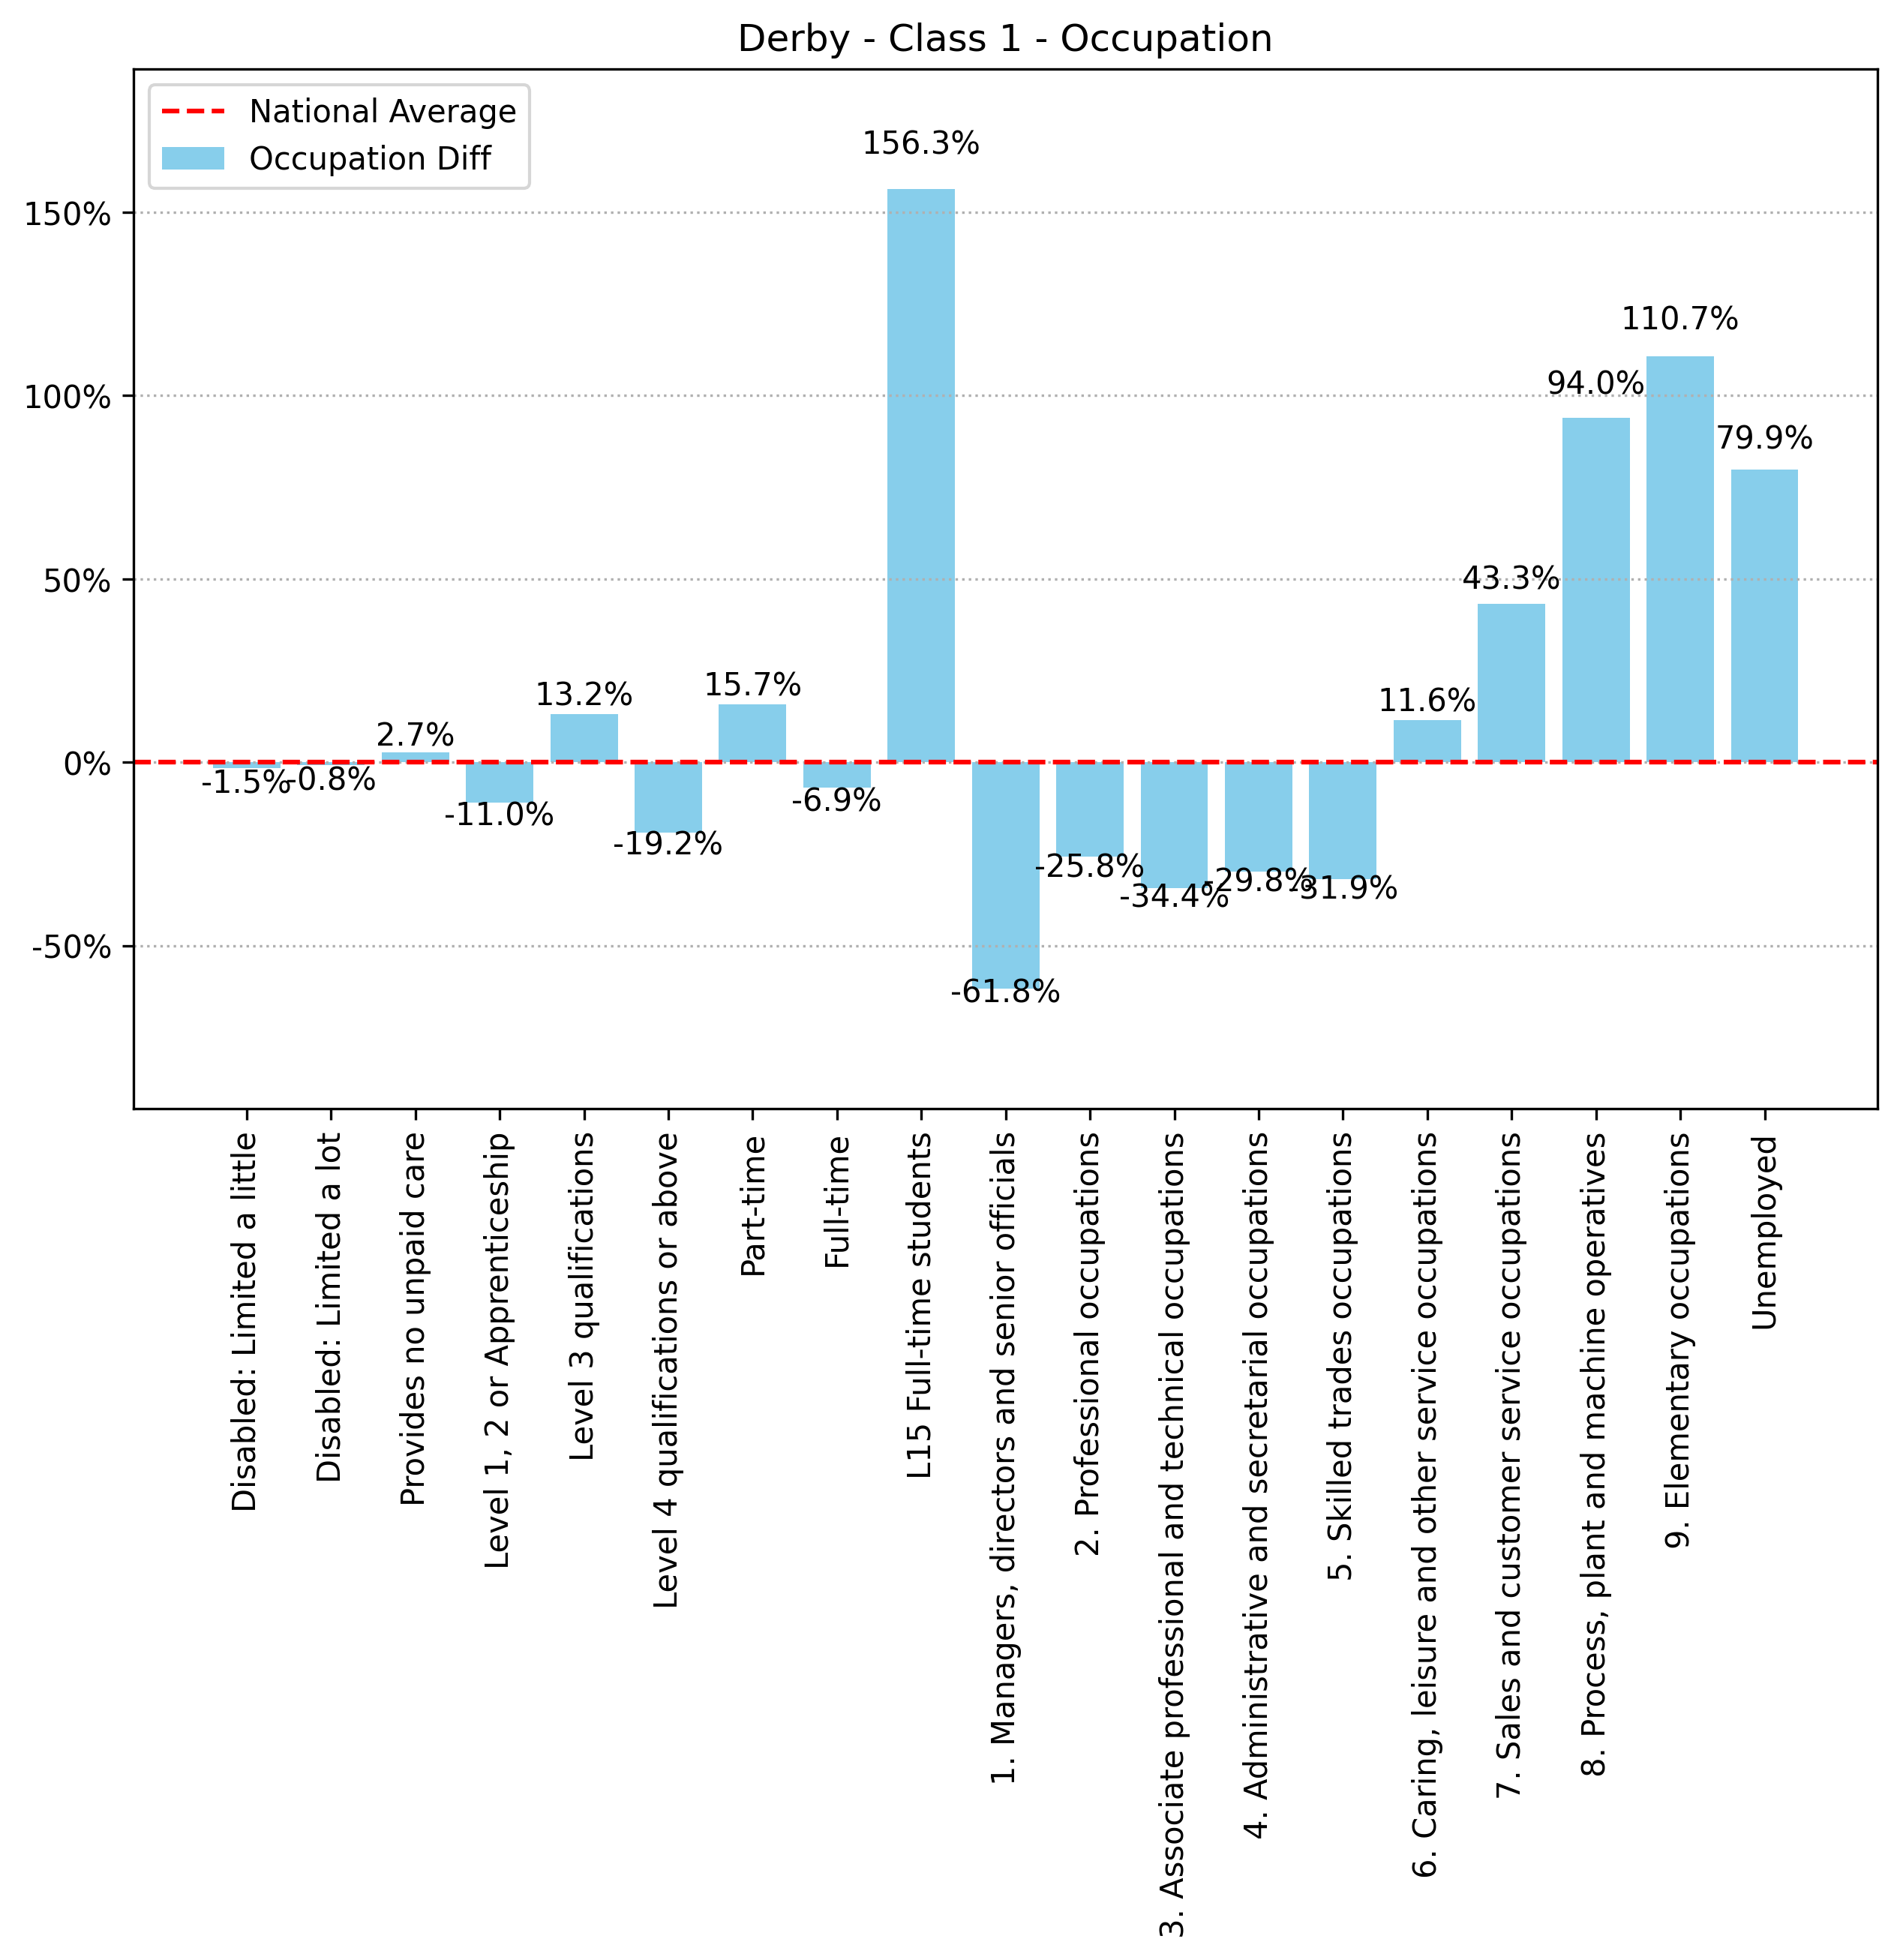 Derby - Class 1 - Occupation
National Average
Occupation Diff
150%
100%
50%
0%
-50%
-1.5%
-0.8%
2.7%
-11.0%
13.2%
-19.2%
15.7%
-6.9%
156.3%
-61.8%
-25.8%
-34.4%
-29.8%
-31.9%
11.6%
43.3%
94.0%
110.7%
79.9%
Disabled: Limited a little
Disabled: Limited a lot
Provides no unpaid care
Level 1, 2 or Apprenticeship
Level 3 qualifications
Level 4 qualifications or above
Part-time
Full-time
L15 Full-time students
1. Managers, directors and senior officials
2. Professional occupations
3. Associate professional and technical occupations
4. Administrative and secretarial occupations
5. Skilled trades occupations
6. Caring, leisure and other service occupations
7. Sales and customer service occupations
8. Process, plant and machine operatives
9. Elementary occupations
Unemployed